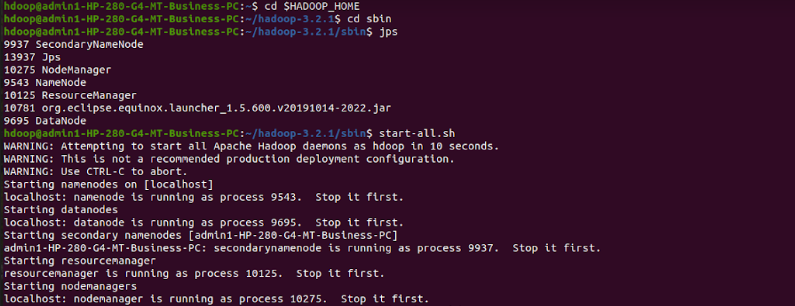 hdoop@admin1-HP-280-G4-MT-Business-PC:~$ cd $HADOOP_HOME
hdoop@admin1-HP-280-G4-MT-Business-PC:~/hadoop-3.2.1$ cd sbin
hdoop@admin1-HP-280-G4-MT-Business-PC:~/hadoop-3.2.1/sbin$ jps
9937 SecondaryNameNode
13937 Jps
10275 NodeManager
9543 NameNode
10125 ResourceManager
10781 org.eclipse.equinox.launcher_1.5.600.v20191014-2022.jar
9695 DataNode
hdoop@admin1-HP-280-G4-MT-Business-PC:~/hadoop-3.2.1/sbin$ start-all.sh
WARNING: Attempting to start all Apache Hadoop daemons as hdoop in 10 seconds.
WARNING: This is not a recommended production deployment configuration.
WARNING: Use CTRL-C to abort.
Starting namenodes on [localhost]
localhost: namenode is running as process 9543.  Stop it first.
Starting datanodes
localhost: datanode is running as process 9695.  Stop it first.
Starting secondary namenodes [admin1-HP-280-G4-MT-Business-PC]
admin1-HP-280-G4-MT-Business-PC: secondarynamenode is running as process 9937.  Stop it first.
Starting resourcemanager
resourcemanager is running as process 10125.  Stop it first.
Starting nodemanagers
localhost: nodemanager is running as process 10275.  Stop it first.